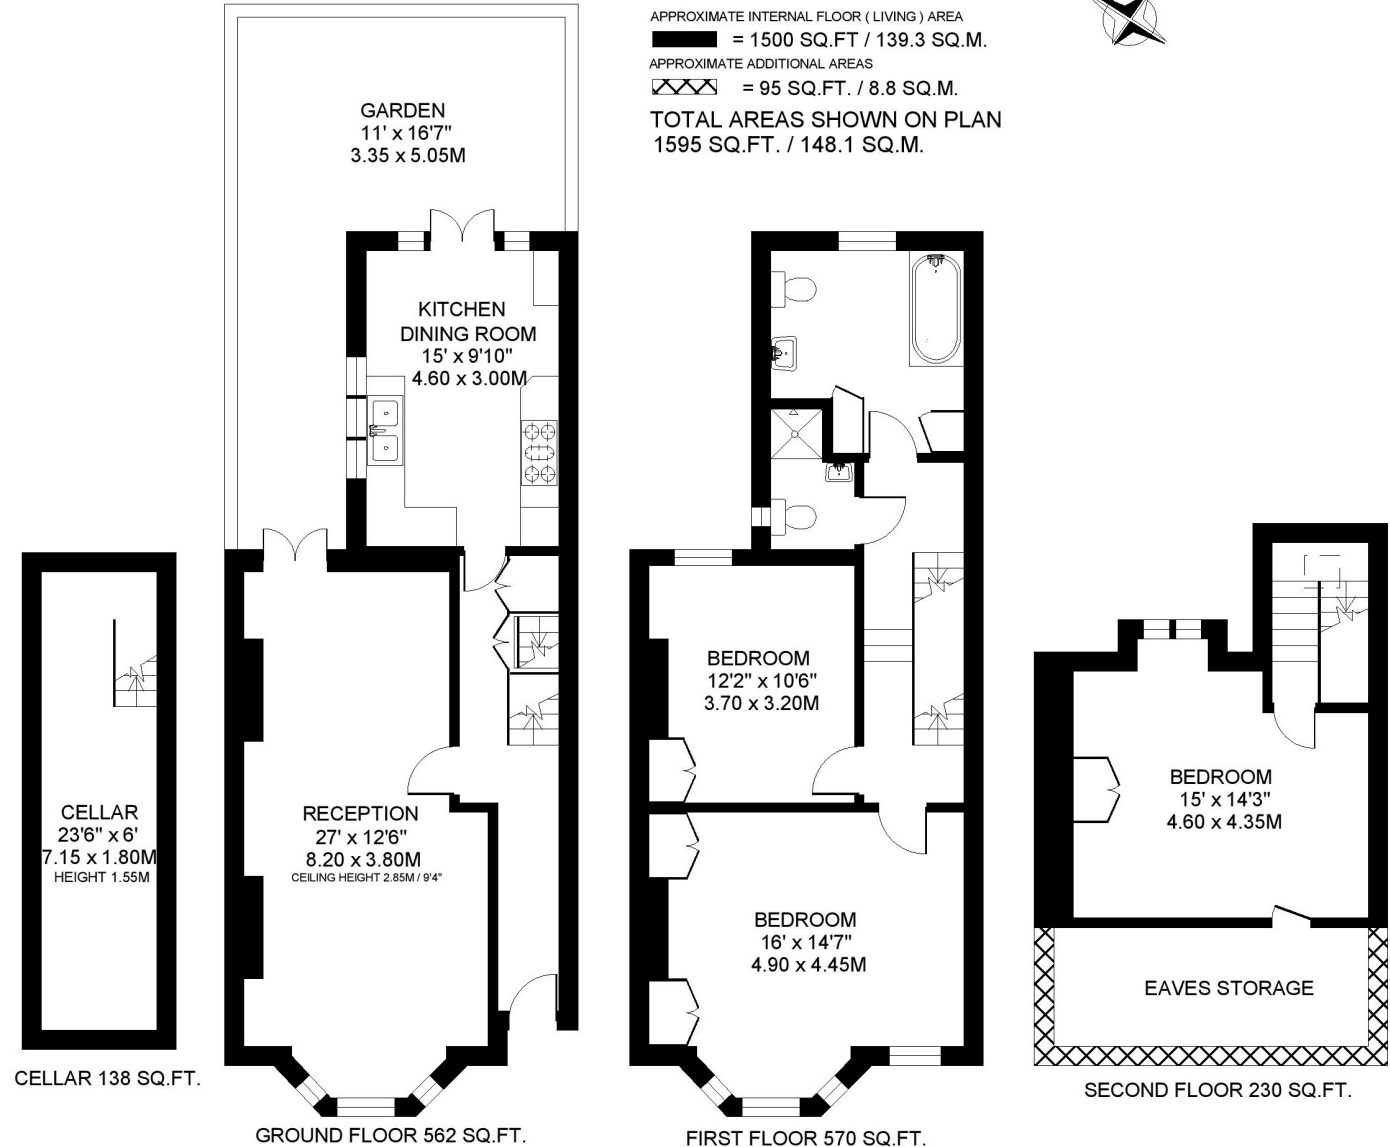 APPROXIMATE INTERNAL FLOOR ( LIVING ) AREA
= 1500 SQ.FT / 139.3 SQ.M.
APPROXIMATE ADDITIONAL AREAS
= 95 SQ.FT. / 8.8 SQ.M.
TOTAL AREAS SHOWN ON PLAN
1595 SQ.FT. / 148.1 SQ.M.
GARDEN
11' x 16'7"
3.35 x 5.05M
KITCHEN
DINING ROOM
15' x 9'10"
4.60 x 3.00M
CELLAR
23'6" x 6'
7.15 x 1.80M
HEIGHT 1.55M
CELLAR 138 SQ.FT.
RECEPTION
27' x 12'6"
8.20 x 3.80M
CEILING HEIGHT 2.85M / 9'4"
GROUND FLOOR 562 SQ.FT.
BEDROOM
12'2" x 10'6"
3.70 x 3.20M
BEDROOM
16' x 14'7"
4.90 x 4.45M
FIRST FLOOR 570 SQ.FT.
BEDROOM
15' x 14'3"
4.60 x 4.35M
EAVES STORAGE
SECOND FLOOR 230 SQ.FT.